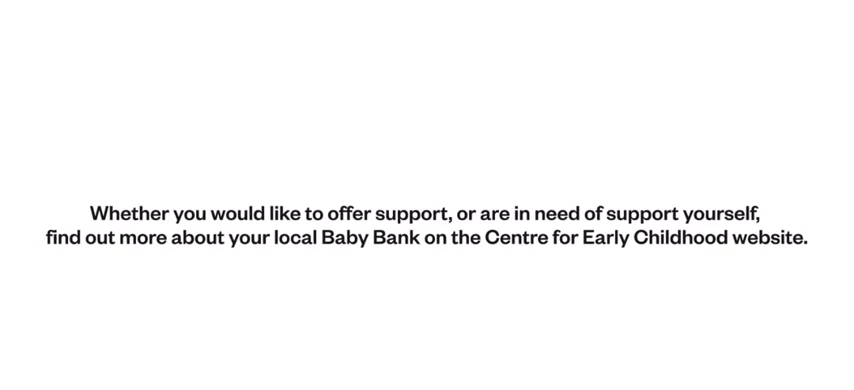 Whether you would like to offer support, or are in need of support yourself,
find out more about your local Baby Bank on the Centre for Early Childhood website.